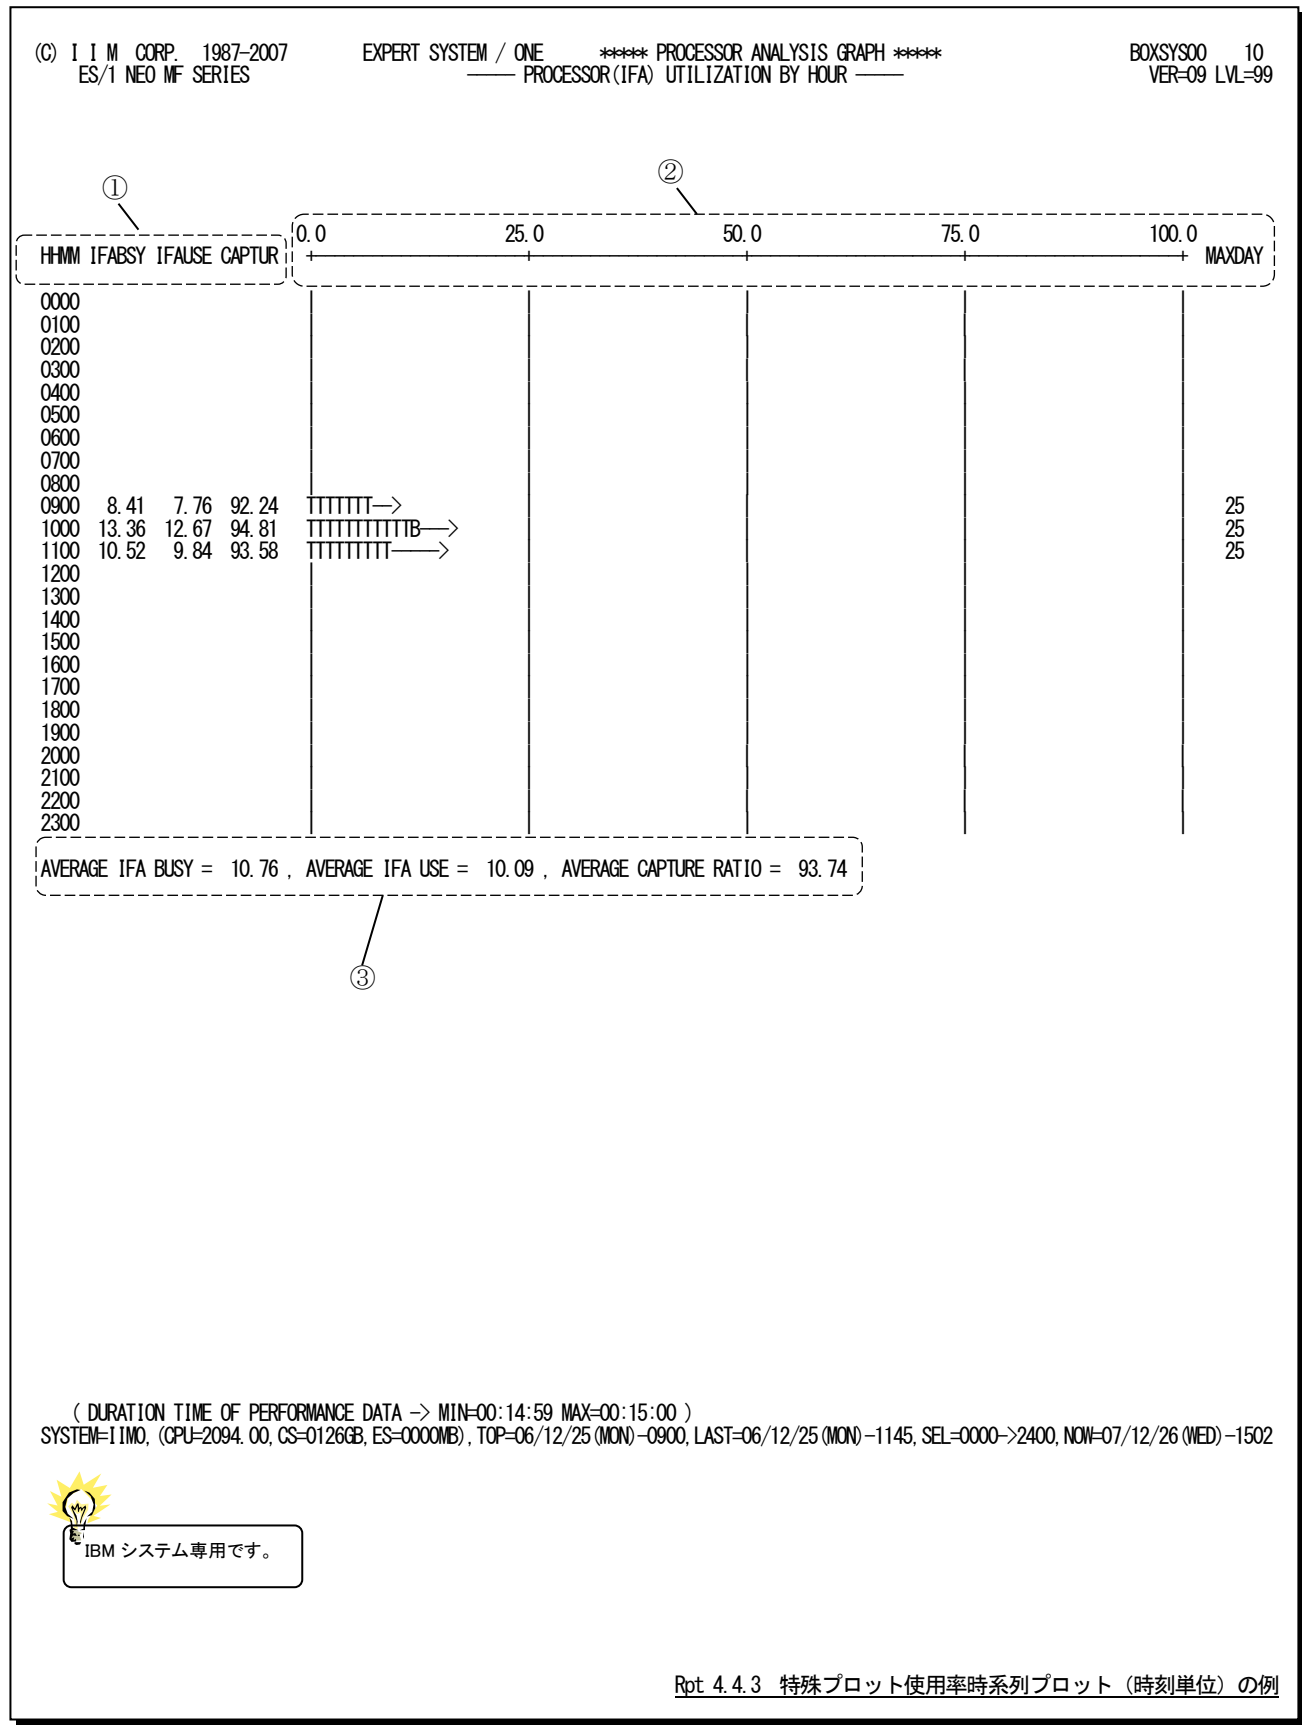 (C) I I M CORP. 1987-2007 EXPERT SYSTEM / ONE ***** PROCESSOR ANALYSIS GRAPH ***** BOXSYS00 10
ES/1 NEO MF SERIES ----- PROCESSOR(IFA) UTILIZATION BY HOUR ----- VER=09 LVL=99
① ②
0.0 25.0 50.0 75.0 100.0
HHMM IFABSY IFAUSE CAPTUR MAXDAY
0000
0100
0200
0300
0400
0500
0600
0700
0800
0900 8.41 7.76 92.24 TTTTTTT--> 25
1000 13.36 12.67 94.81 TTTTTTTTTTTB---> 25
1100 10.52 9.84 93.58 TTTTTTTTT-----> 25
1200
1300
1400
1500
1600
1700
1800
1900
2000
2100
2200
2300
AVERAGE IFA BUSY = 10.76 , AVERAGE IFA USE = 10.09 , AVERAGE CAPTURE RATIO = 93.74
③
( DURATION TIME OF PERFORMANCE DATA -> MIN=00:14:59 MAX=00:15:00 )
SYSTEM=IIM0,(CPU=2094.00,CS=0126GB,ES=0000MB),TOP=06/12/25(MON)-0900,LAST=06/12/25(MON)-1145,SEL=0000->2400,NOW=07/12/26(WED)-1502
IBM システム専用です。
Rpt 4.4.3 特殊プロット使用率時系列プロット（時刻単位）の例